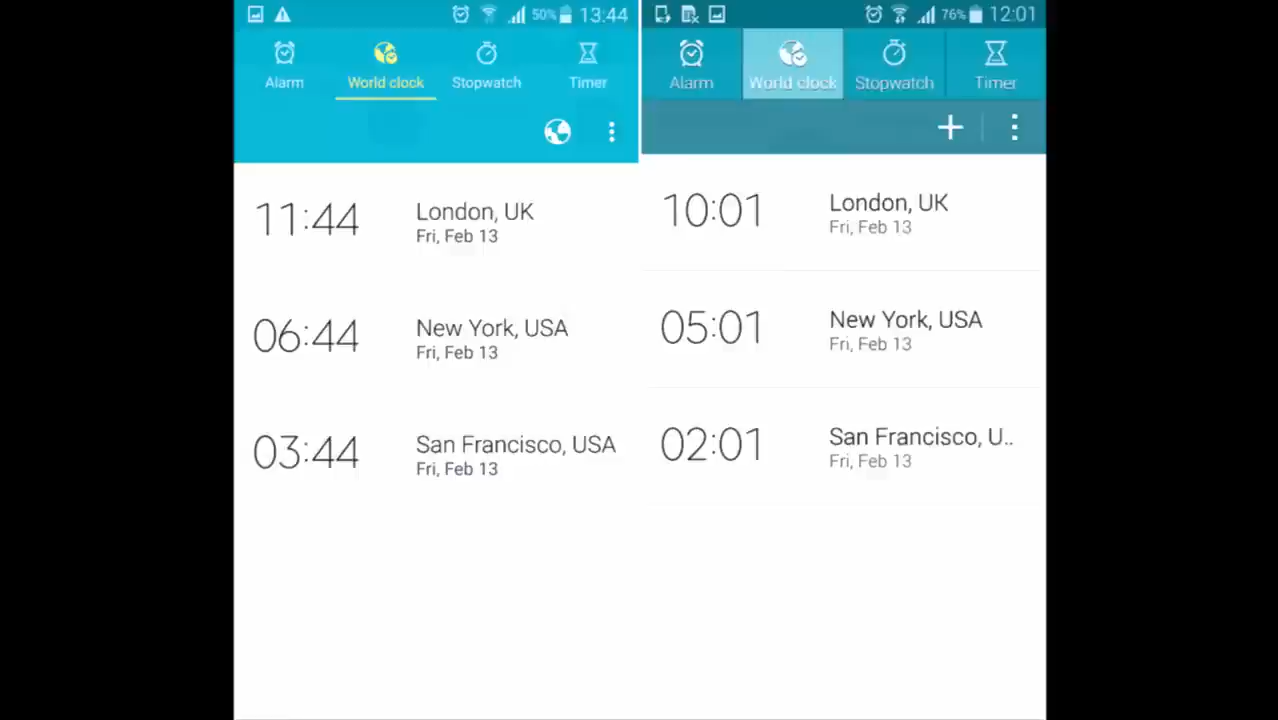 50% 13:44
Alarm World clock Stopwatch Timer
11:44 London, UK
Fri, Feb 13
06:44 New York, USA
Fri, Feb 13
03:44 San Francisco, USA
Fri, Feb 13
76% 12:01
Alarm World clock Stopwatch Timer
10:01 London, UK
Fri, Feb 13
05:01 New York, USA
Fri, Feb 13
02:01 San Francisco, U..
Fri, Feb 13